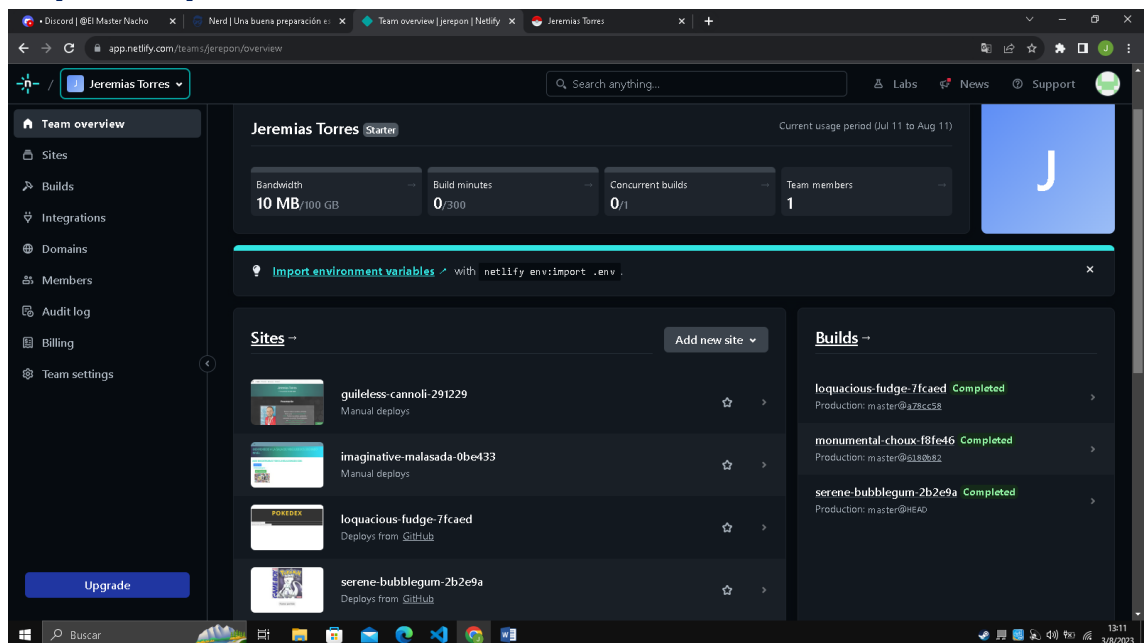 • Discord | @El Master Nacho
Nerd | Una buena preparación es
Team overview | jerepon | Netlify
Jeremias Torres
app.netlify.com/teams/jerepon/overview
J
n
/
J
Jeremias Torres
Search anything...
Labs
News
Support
Team overview
Sites
Builds
Integrations
Domains
Members
Audit log
Billing
Team settings
Upgrade
Jeremias Torres Starter
Current usage period (Jul 11 to Aug 11)
J
Bandwidth →
10 MB/100 GB
Build minutes →
0/300
Concurrent builds →
0/1
Team members →
1
Import environment variables ↗ with netlify env:import .env .
Sites →
Add new site
guileless-cannoli-291229
Manual deploys
imaginative-malasada-0be433
Manual deploys
POKEDEX
loquacious-fudge-7fcaed
Deploys from GitHub
serene-bubblegum-2b2e9a
Deploys from GitHub
Builds →
loquacious-fudge-7fcaed Completed
Production: master@a78cc58
monumental-choux-f8fe46 Completed
Production: master@6180b82
serene-bubblegum-2b2e9a Completed
Production: master@HEAD
Buscar
13:11
3/8/2023